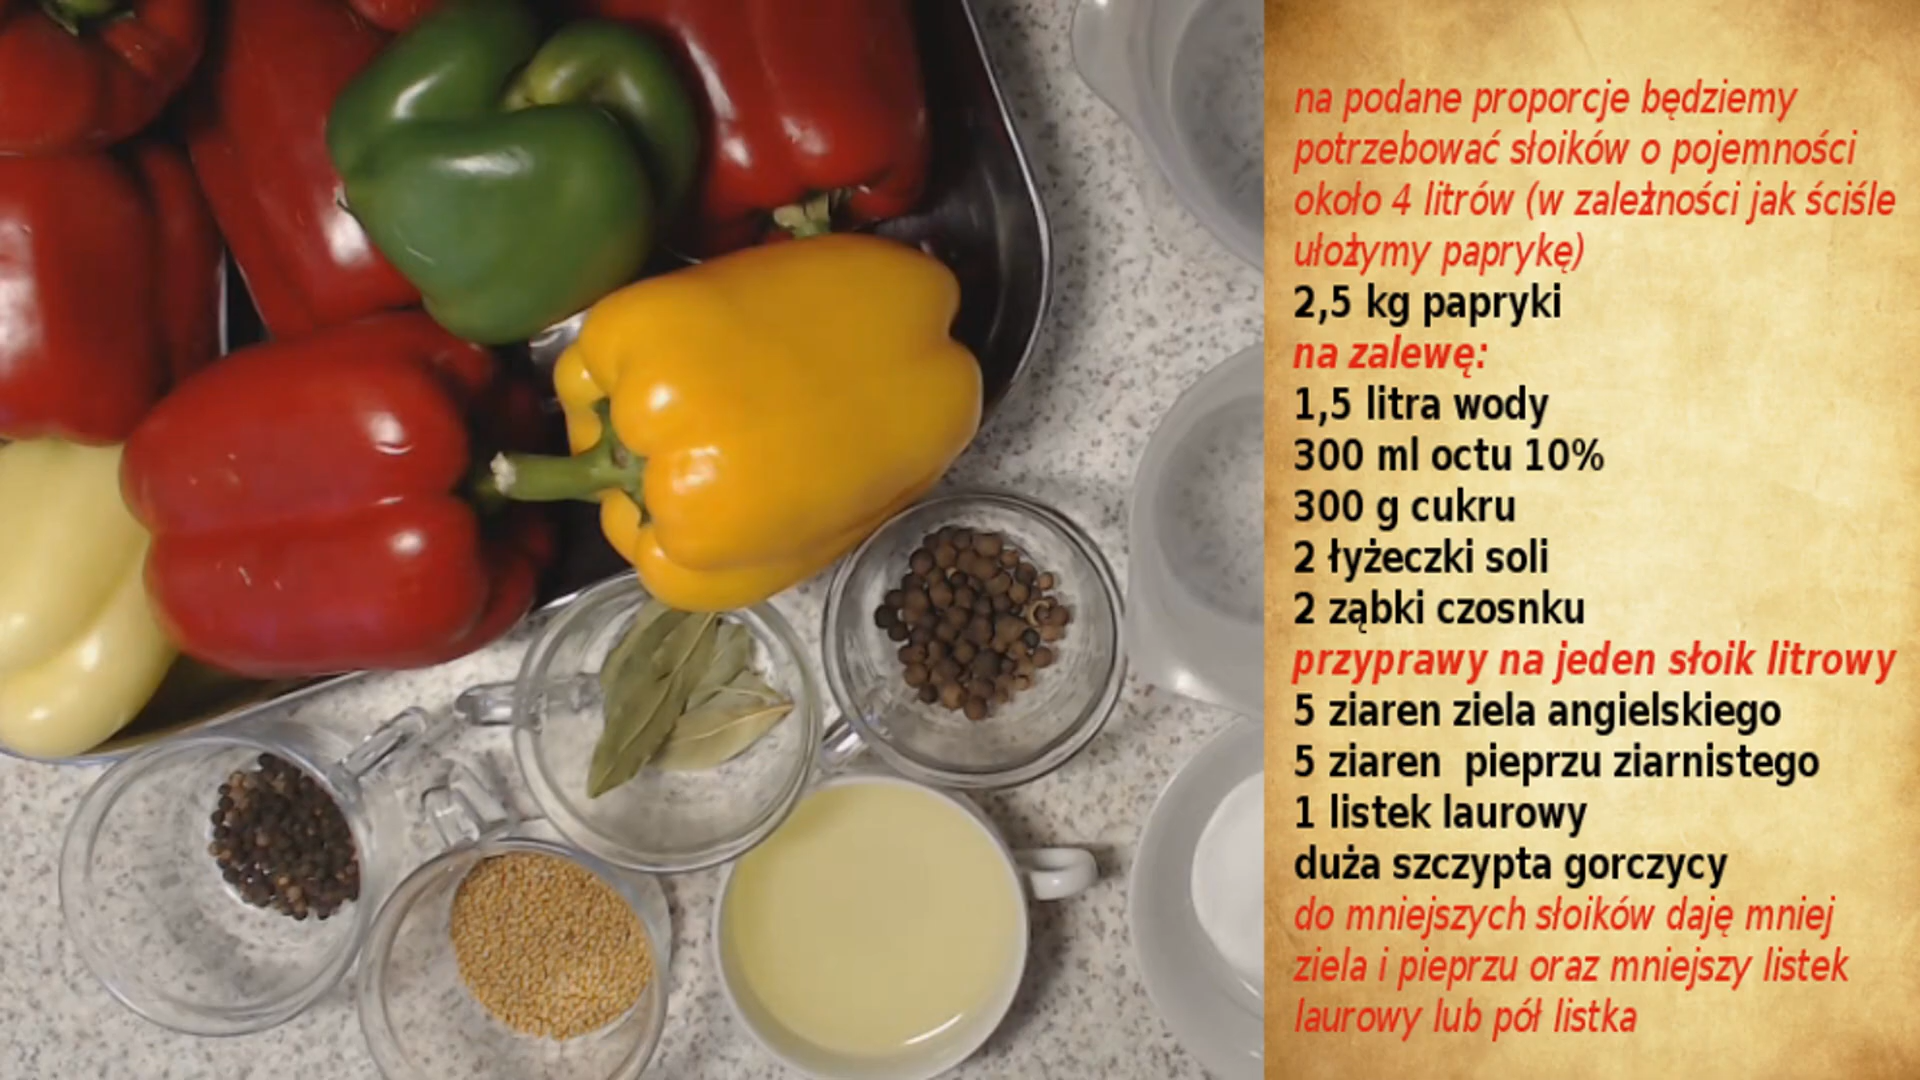 na podane proporcje będziemy
potrzebować słoików o pojemności
około 4 litrów (w zależności jak ściśle
ułożymy paprykę)
2,5 kg papryki
na zalewę:
1,5 litra wody
300 ml octu 10%
300 g cukru
2 łyżeczki soli
2 ząbki czosnku
przyprawy na jeden słoik litrowy
5 ziaren ziela angielskiego
5 ziaren  pieprzu ziarnistego
1 listek laurowy
duża szczypta gorczycy
do mniejszych słoików daję mniej
ziela i pieprzu oraz mniejszy listek
laurowy lub pół listka